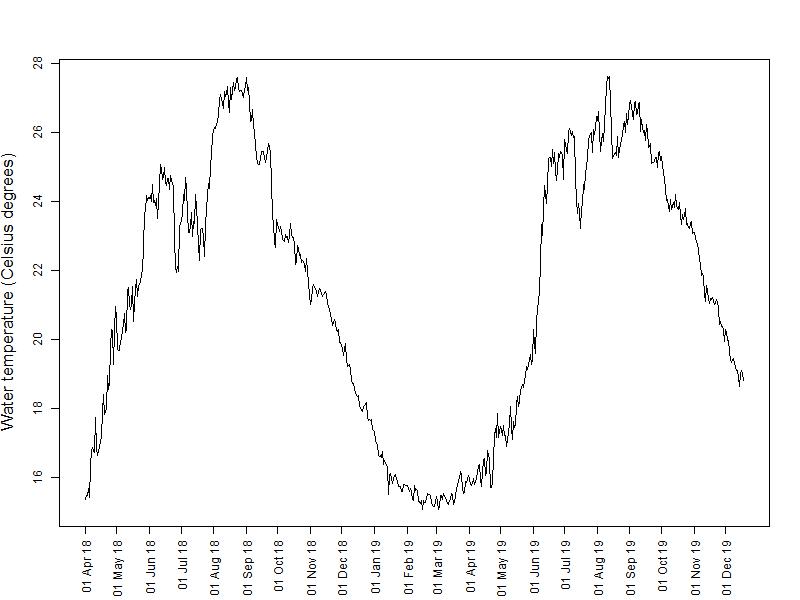 Water temperature (Celsius degrees)
28
26
24
22
20
18
16
01 Apr 18
01 May 18
01 Jun 18
01 Jul 18
01 Aug 18
01 Sep 18
01 Oct 18
01 Nov 18
01 Dec 18
01 Jan 19
01 Feb 19
01 Mar 19
01 Apr 19
01 May 19
01 Jun 19
01 Jul 19
01 Aug 19
01 Sep 19
01 Oct 19
01 Nov 19
01 Dec 19